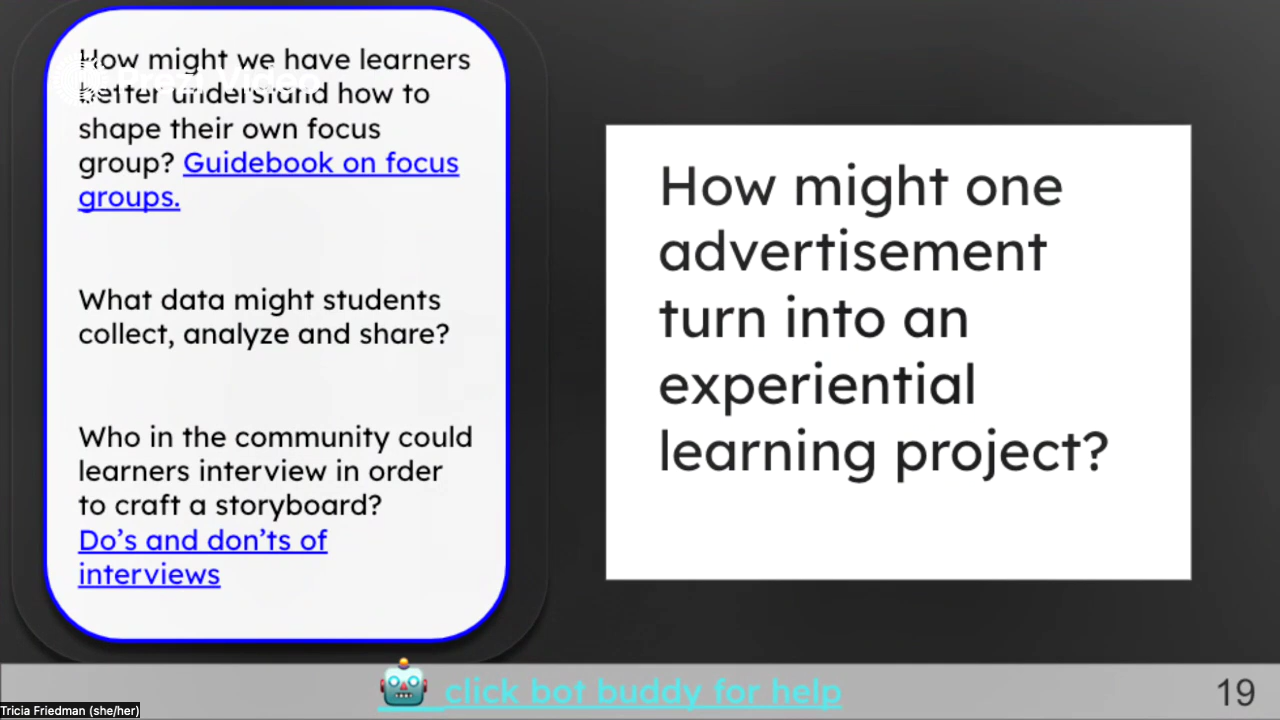 How might we have learners
better understand how to
shape their own focus
group? Guidebook on focus
groups.
What data might students
collect, analyze and share?
Who in the community could
learners interview in order
to craft a storyboard?
Do’s and don’ts of
interviews
Prezi Video
How might one
advertisement
turn into an
experiential
learning project?
click bot buddy for help
19
Tricia Friedman (she/her)